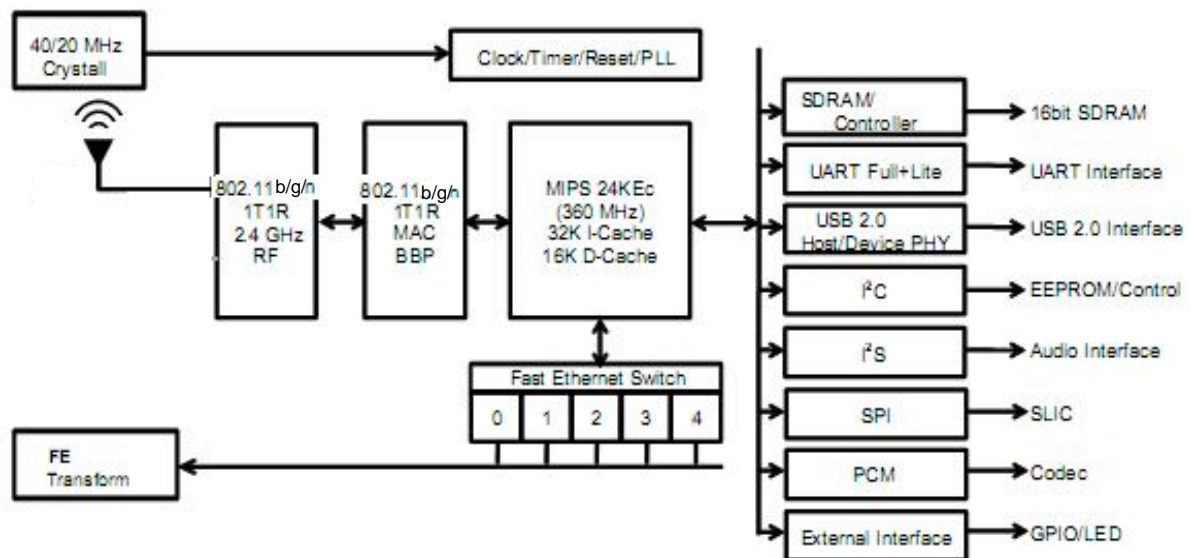 40/20 MHz
Crystall
Clock/Timer/Reset/PLL
802.11b/g/n
1T1R
2.4 GHz
RF
802.11b/g/n
1T1R
MAC
BBP
MIPS 24KEc
(360 MHz)
32K I-Cache
16K D-Cache
Fast Ethernet Switch
0 1 2 3 4
FE
Transform
SDRAM/
Controller
16bit SDRAM
UART Full+Lite
UART Interface
USB 2.0
Host/Device PHY
USB 2.0 Interface
I²C
EEPROM/Control
I²S
Audio Interface
SPI
SLIC
PCM
Codec
External Interface
GPIO/LED